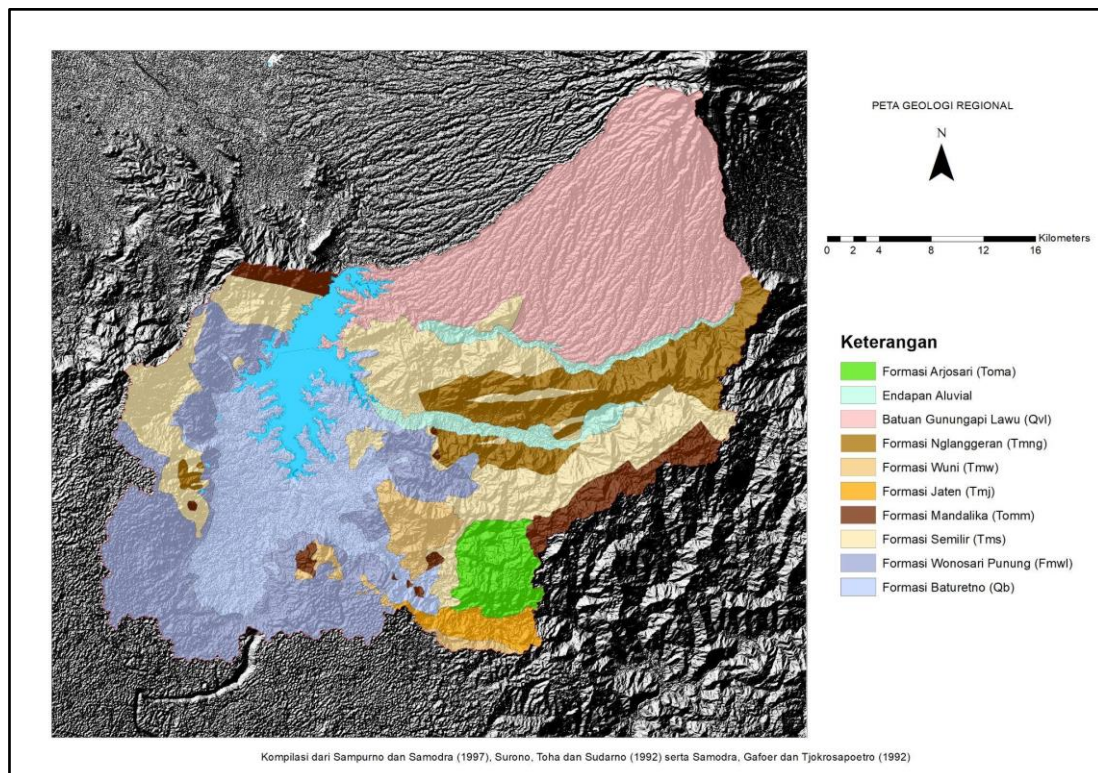 PETA GEOLOGI REGIONAL
N
Kilometers
0 2 4 8 12 16
Keterangan
Formasi Arjosari (Toma)
Endapan Aluvial
Batuan Gunungapi Lawu (Qvl)
Formasi Nglanggeran (Tmng)
Formasi Wuni (Tmw)
Formasi Jaten (Tmj)
Formasi Mandalika (Tomm)
Formasi Semilir (Tms)
Formasi Wonosari Punung (Fmwl)
Formasi Baturetno (Qb)
Kompilasi dari Sampurno dan Samodra (1997), Surono, Toha dan Sudarno (1992) serta Samodra, Gafoer dan Tjokrosapoetro (1992)